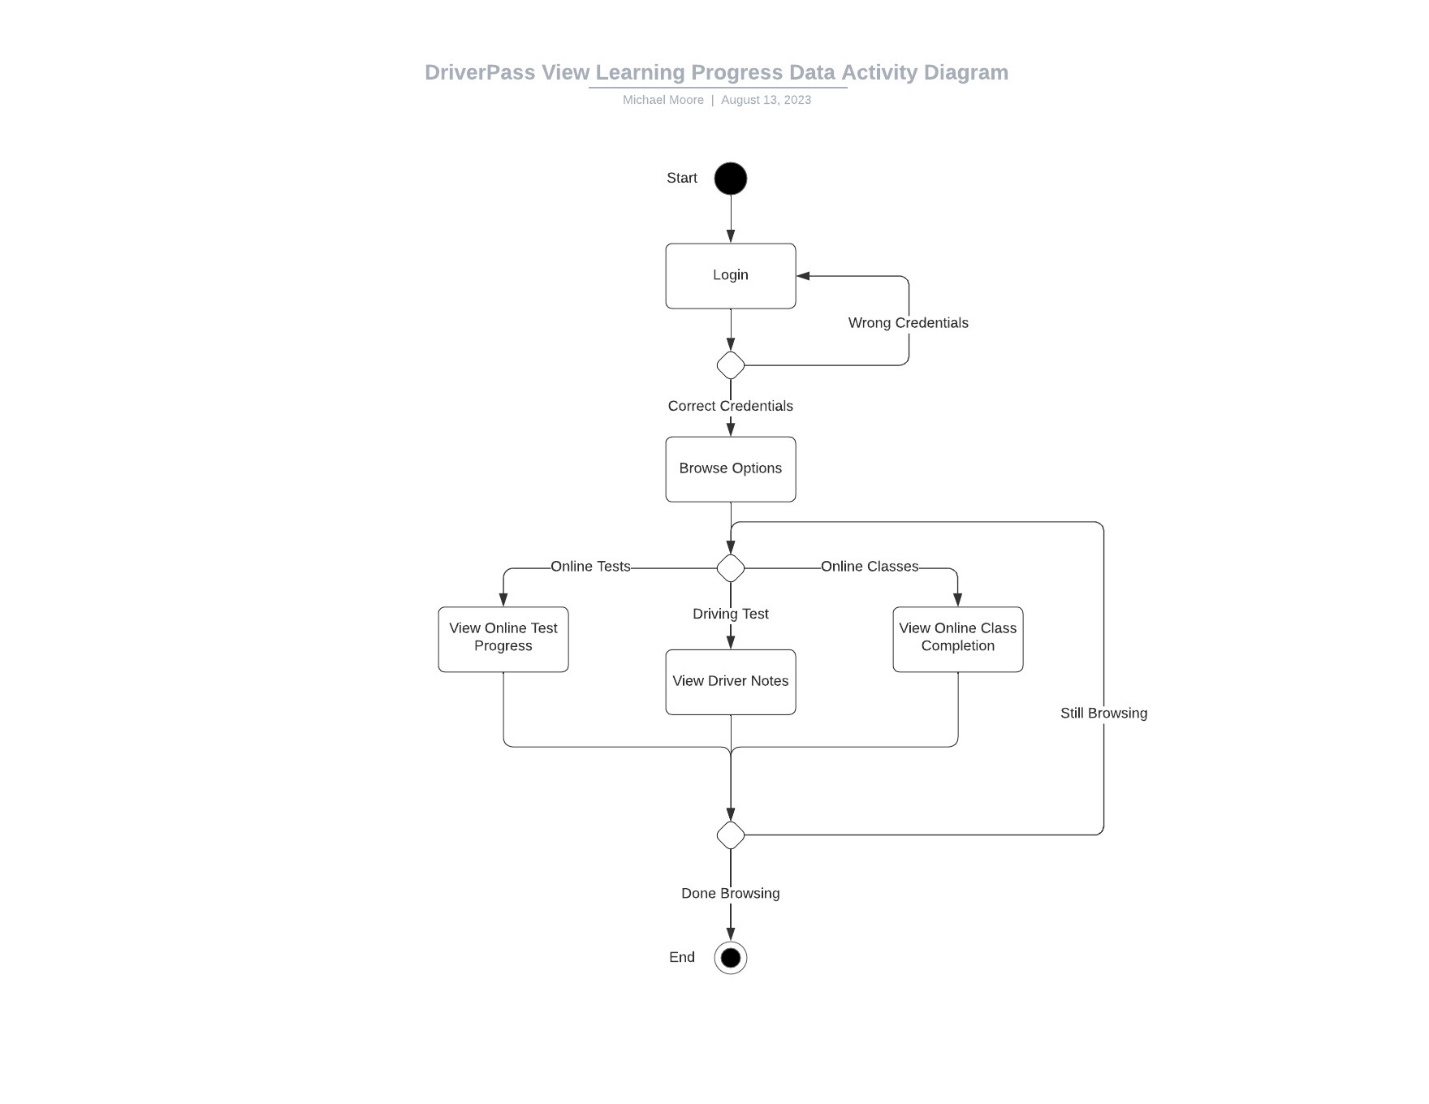 DriverPass View Learning Progress Data Activity Diagram
Michael Moore | August 13, 2023
Start
Login
Wrong Credentials
Correct Credentials
Browse Options
Online Tests
Online Classes
Driving Test
View Online Test
Progress
View Online Class
Completion
View Driver Notes
Still Browsing
Done Browsing
End